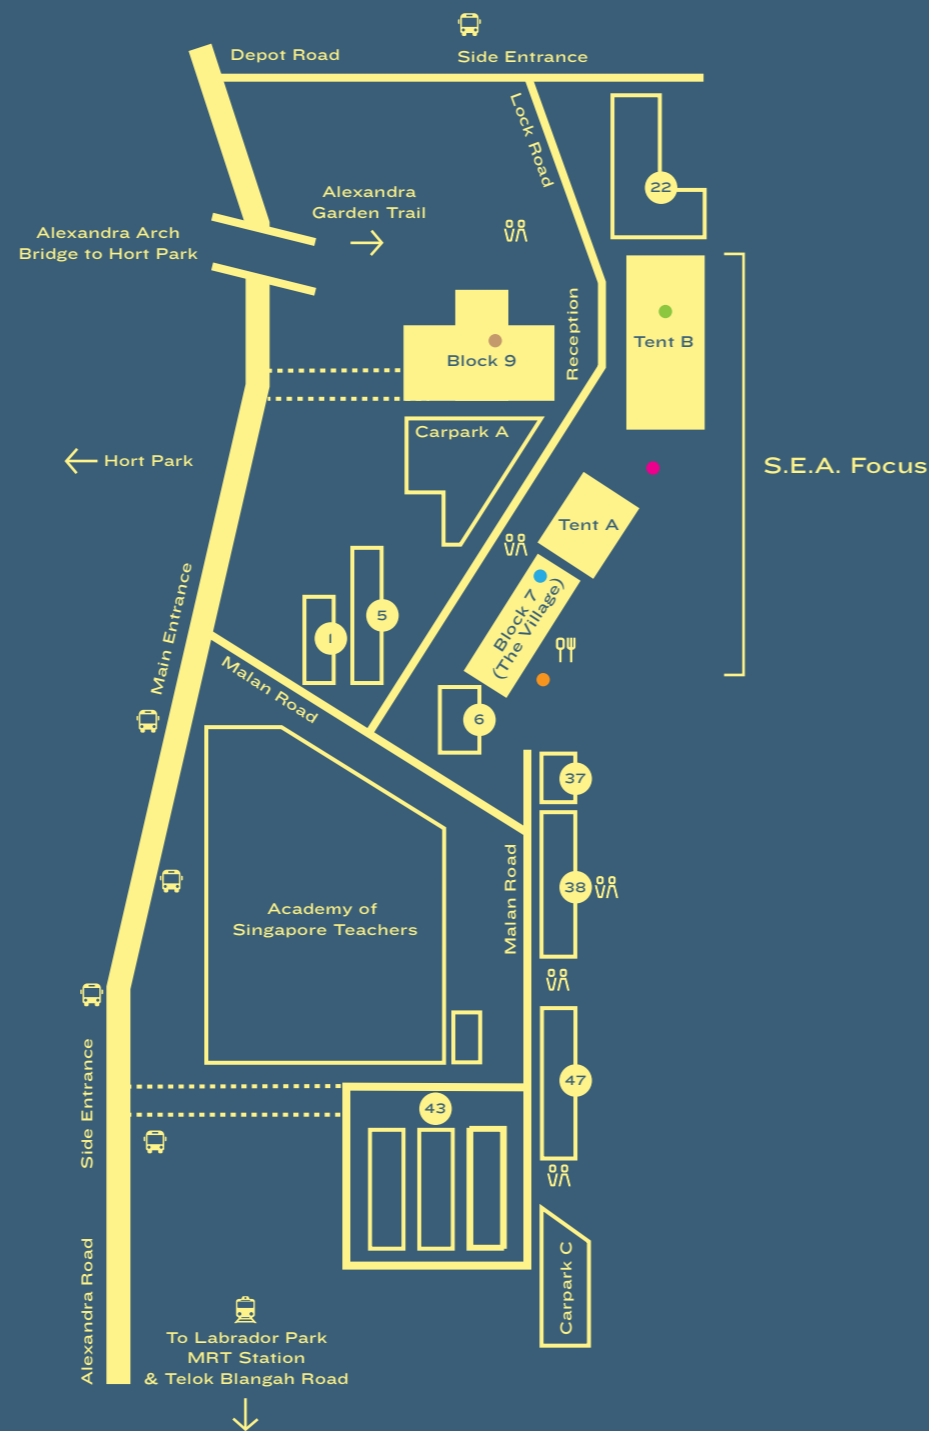 Depot Road
Side Entrance
Lock Road
22
Alexandra
Garden Trail
Alexandra Arch
Bridge to Hort Park
Reception
Tent B
Block 9
Carpark A
Hort Park
S.E.A. Focus
Tent A
Main Entrance
Block 7
(The Village)
5
1
Malan Road
6
37
Malan Road
38
Academy of
Singapore Teachers
Side Entrance
47
43
Alexandra Road
Carpark C
To Labrador Park
MRT Station
& Telok Blangah Road